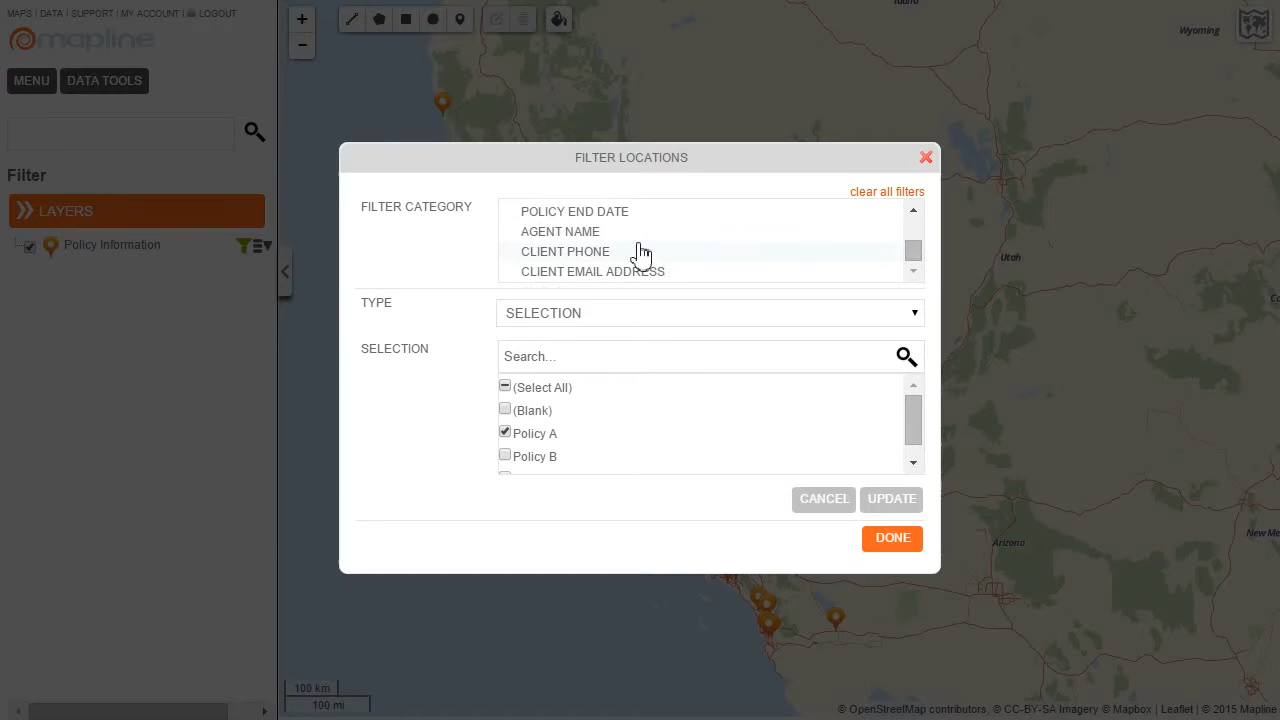 MAPS | DATA | SUPPORT | MY ACCOUNT | LOGOUT
mapline
MENU
DATA TOOLS
Filter
LAYERS
Policy Information
+
−
Idaho
Wyoming
Utah
Arizona
New Me
FILTER LOCATIONS
clear all filters
FILTER CATEGORY
POLICY END DATE
AGENT NAME
CLIENT PHONE
CLIENT EMAIL ADDRESS
TYPE
SELECTION
SELECTION
Search...
(Select All)
(Blank)
Policy A
Policy B
CANCEL
UPDATE
DONE
100 km
100 mi
© OpenStreetMap contributors, © CC-BY-SA Imagery © Mapbox | Leaflet | © 2015 Mapline